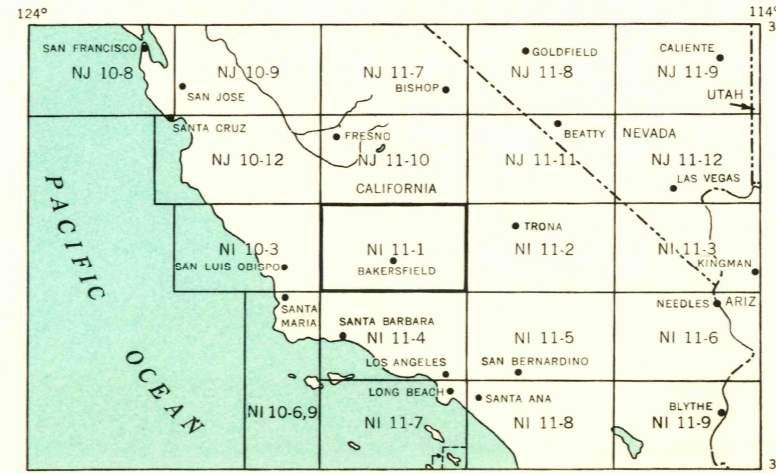 124°
114°
3
SAN FRANCISCO
NJ 10-8
NJ 10-9
SAN JOSE
NJ 11-7
BISHOP
GOLDFIELD
NJ 11-8
CALIENTE
NJ 11-9
UTAH
SANTA CRUZ
NJ 10-12
FRESNO
NJ 11-10
CALIFORNIA
BEATTY
NJ 11-11
NEVADA
NJ 11-12
LAS VEGAS
PACIFIC
OCEAN
NI 10-3
SAN LUIS OBISPO
NI 11-1
BAKERSFIELD
TRONA
NI 11-2
NI 11-3
KINGMAN
SANTA
MARIA
SANTA BARBARA
NI 11-4
LOS ANGELES
NI 11-5
SAN BERNARDINO
NEEDLES
ARIZ
NI 11-6
NI 10-6,9
LONG BEACH
NI 11-7
SANTA ANA
NI 11-8
BLYTHE
NI 11-9
3